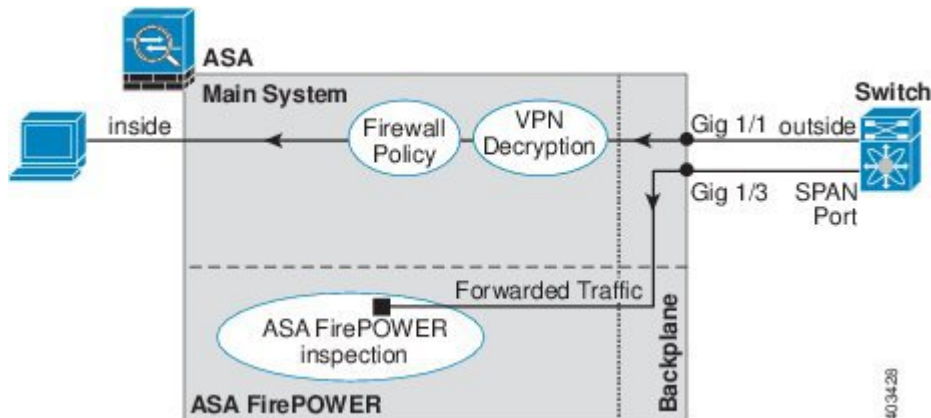 ASA
Main System
Switch
inside
Firewall
Policy
VPN
Decryption
Gig 1/1
outside
Gig 1/3
SPAN
Port
Forwarded Traffic
ASA FirePOWER
inspection
Backplane
ASA FirePOWER
403428